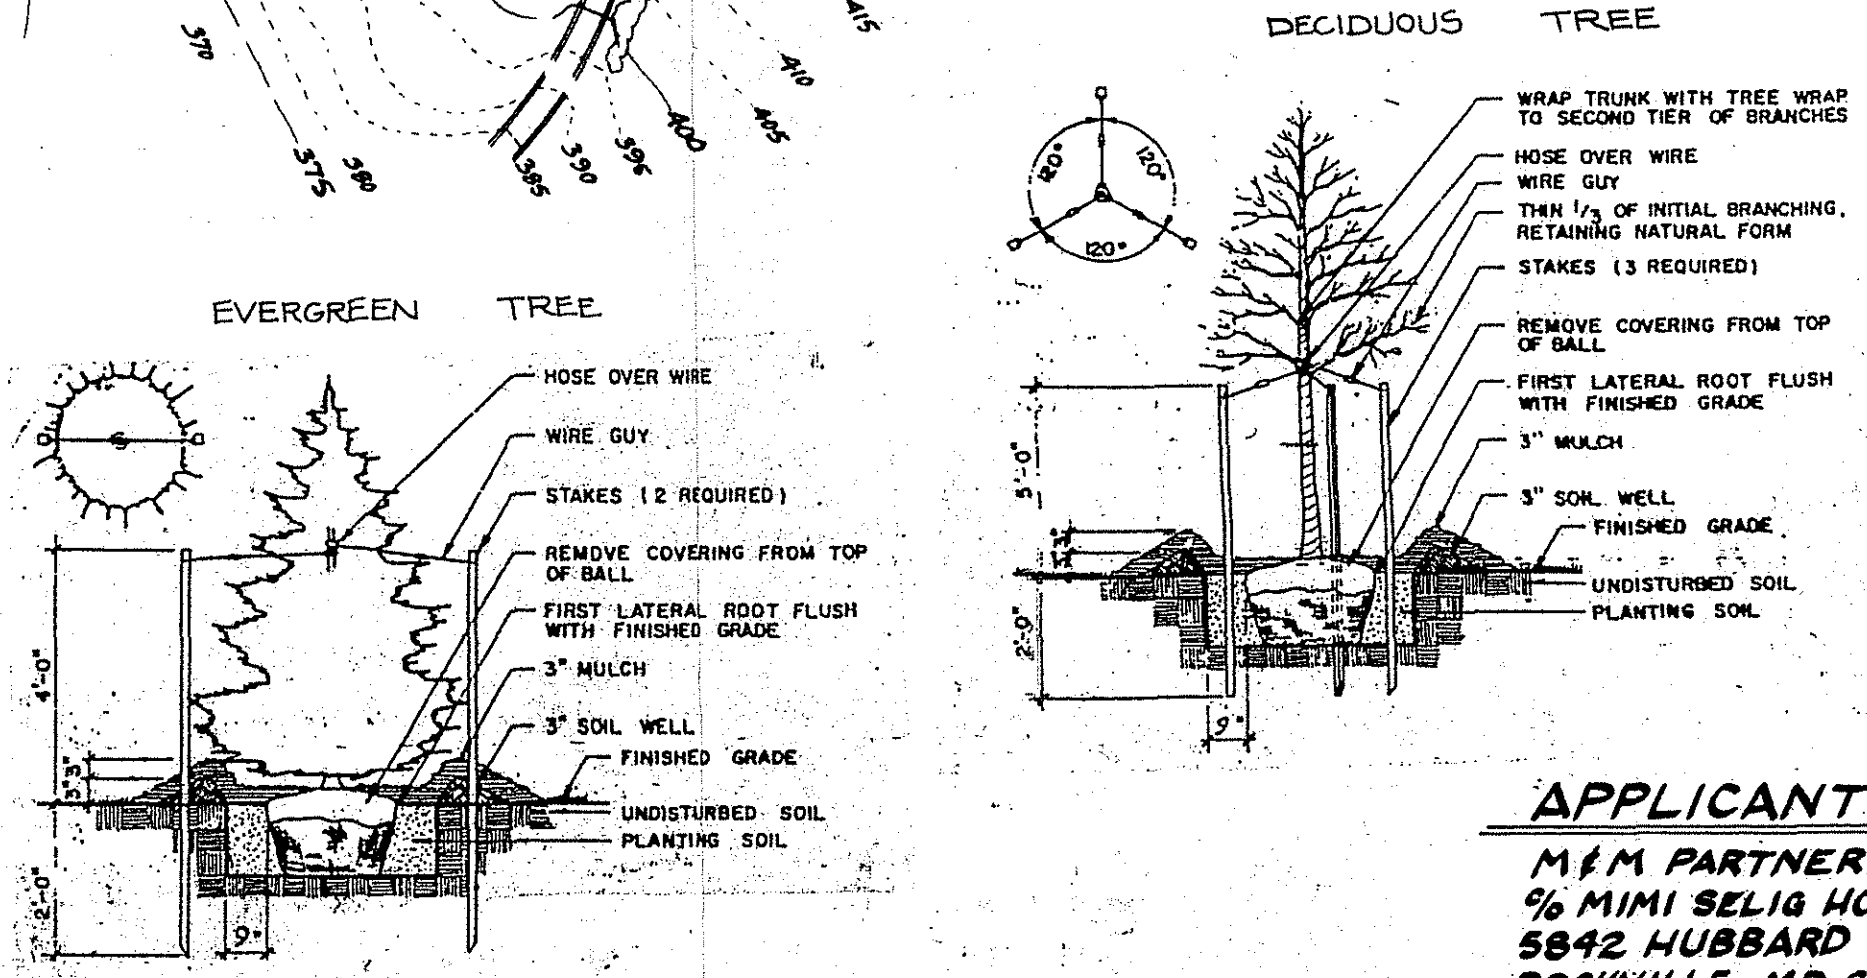 370
375
380
385
390
395
400
405
410
415
EVERGREEN TREE
HOSE OVER WIRE
WIRE GUY
STAKES (2 REQUIRED)
REMOVE COVERING FROM TOP
OF BALL
FIRST LATERAL ROOT FLUSH
WITH FINISHED GRADE
3" MULCH
3" SOIL WELL
FINISHED GRADE
UNDISTURBED SOIL
PLANTING SOIL
4'-0"
3" 3"
2'-0"
9"
DECIDUOUS TREE
120°
120°
120°
WRAP TRUNK WITH TREE WRAP
TO SECOND TIER OF BRANCHES
HOSE OVER WIRE
WIRE GUY
THIN 1/3 OF INITIAL BRANCHING,
RETAINING NATURAL FORM
STAKES (3 REQUIRED)
REMOVE COVERING FROM TOP
OF BALL
FIRST LATERAL ROOT FLUSH
WITH FINISHED GRADE
3" MULCH
3" SOIL WELL
FINISHED GRADE
UNDISTURBED SOIL
PLANTING SOIL
5'-0"
3" 3"
2'-0"
9"
APPLICANT
M & M PARTNER
C/O MIMI SELIG HO
5842 HUBBARD